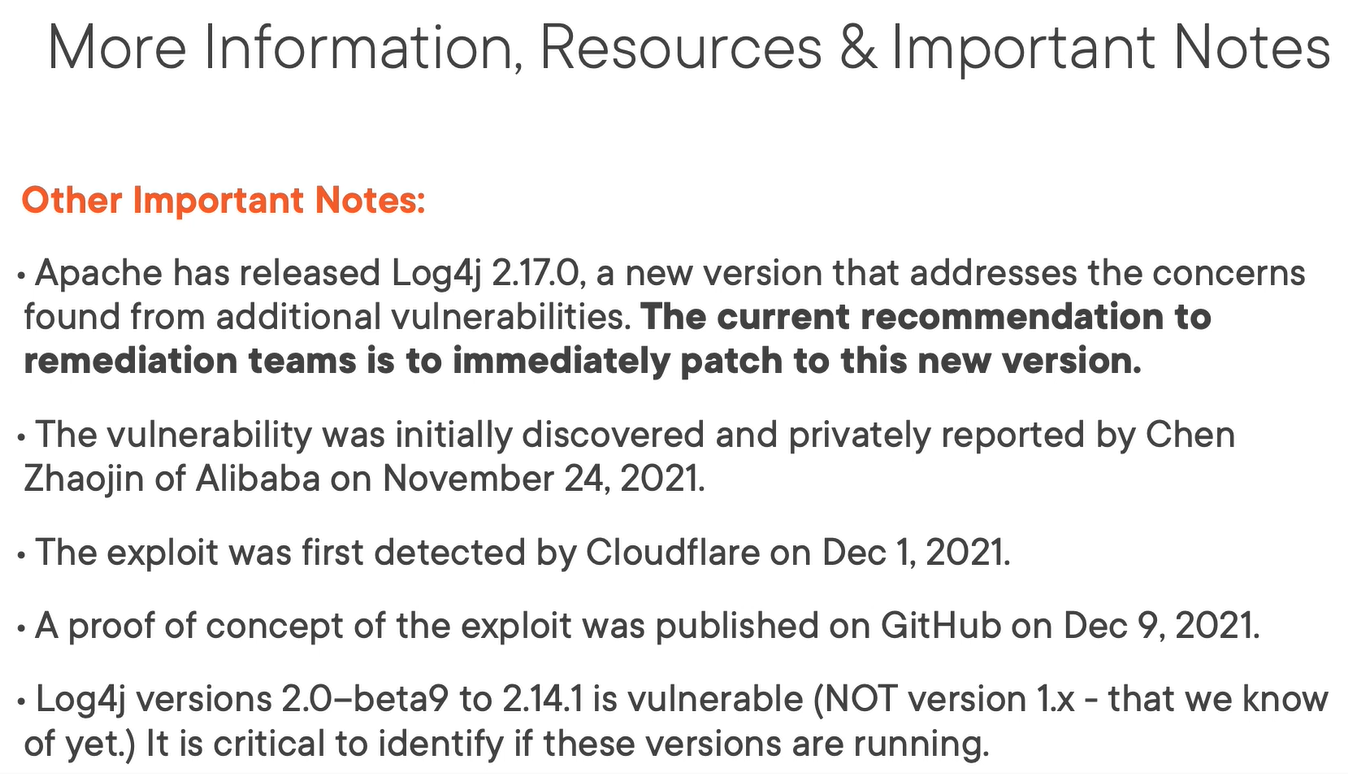 More Information, Resources & Important Notes
Other Important Notes:
• Apache has released Log4j 2.17.0, a new version that addresses the concerns
found from additional vulnerabilities. The current recommendation to
remediation teams is to immediately patch to this new version.
• The vulnerability was initially discovered and privately reported by Chen
Zhaojin of Alibaba on November 24, 2021.
• The exploit was first detected by Cloudflare on Dec 1, 2021.
• A proof of concept of the exploit was published on GitHub on Dec 9, 2021.
• Log4j versions 2.0–beta9 to 2.14.1 is vulnerable (NOT version 1.x - that we know
of yet.) It is critical to identify if these versions are running.